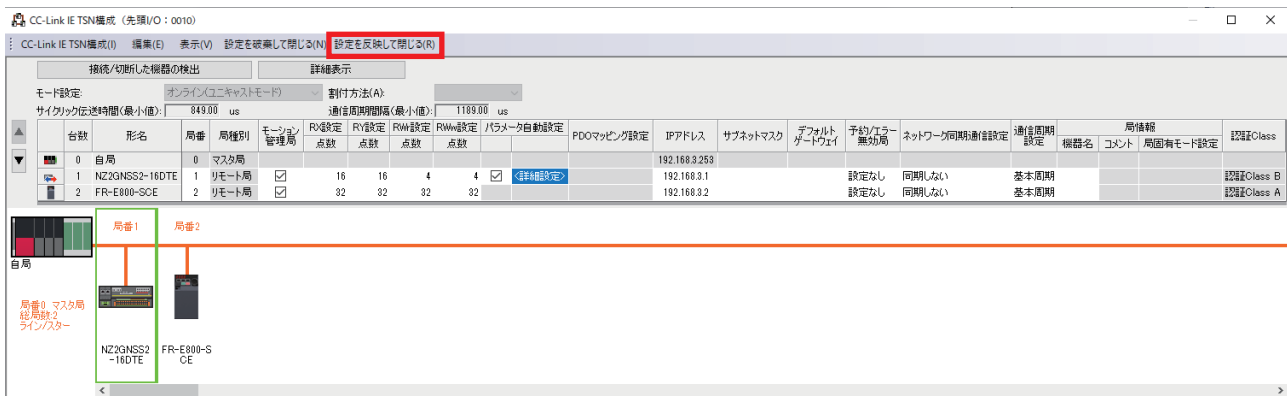 CC-Link IE TSN構成 (先頭I/O : 0010)
CC-Link IE TSN構成(I) 編集(E) 表示(V) 設定を破棄して閉じる(N) 設定を反映して閉じる(R)
接続/切断した機器の検出 詳細表示
モード設定: オンライン(ユニキャストモード) 割付方法(A):
サイクリック伝送時間(最小値): 849.00 us 通信周期間隔(最小値): 1189.00 us
台数 形名 局番 局種別 モーション管理局 RX設定 RY設定 RWr設定 RWw設定 パラメータ自動設定 PDOマッピング設定 IPアドレス サブネットマスク デフォルトゲートウェイ 予約/エラー無効局 ネットワーク同期通信設定 通信周期設定 局情報 認証Class
点数 点数 点数 点数 機器名 コメント 局固有モード設定
0 自局 0 マスタ局 192.168.3.253
1 NZ2GNSS2-16DTE 1 リモート局 16 16 4 4 <詳細設定> 192.168.3.1 設定なし 同期しない 基本周期 認証Class B
2 FR-E800-SCE 2 リモート局 32 32 32 32 192.168.3.2 設定なし 同期しない 基本周期 認証Class A
局番1 局番2
自局
局番0 マスタ局
総局数:2
ライン/スター
NZ2GNSS2
-16DTE
FR-E800-S
CE